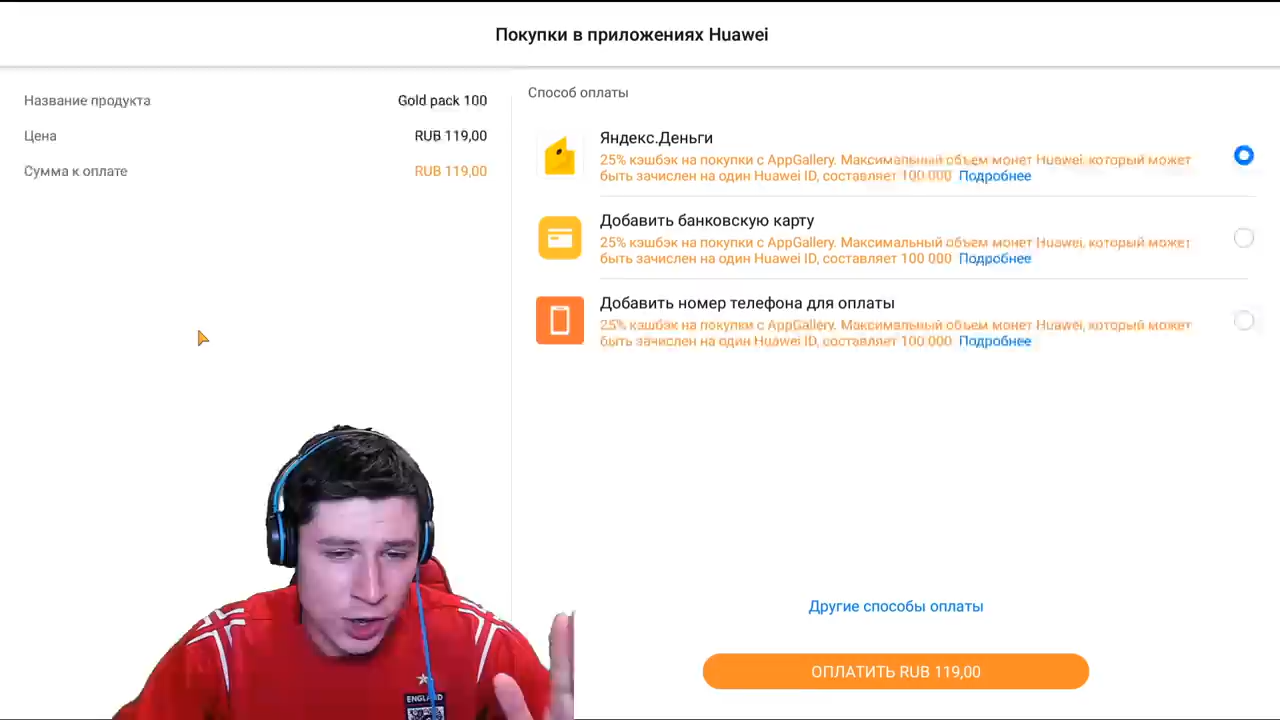 Покупки в приложениях Huawei
Название продукта Gold pack 100
Цена RUB 119,00
Сумма к оплате RUB 119,00
Способ оплаты
Яндекс.Деньги
25% кэшбэк на покупки с AppGallery. Максимальный объем монет Huawei, который может
быть зачислен на один Huawei ID, составляет 100 000 Подробнее
Добавить банковскую карту
25% кэшбэк на покупки с AppGallery. Максимальный объем монет Huawei, который может
быть зачислен на один Huawei ID, составляет 100 000 Подробнее
Добавить номер телефона для оплаты
25% кэшбэк на покупки с AppGallery. Максимальный объем монет Huawei, который может
быть зачислен на один Huawei ID, составляет 100 000 Подробнее
Другие способы оплаты
ОПЛАТИТЬ RUB 119,00
ENGLAND